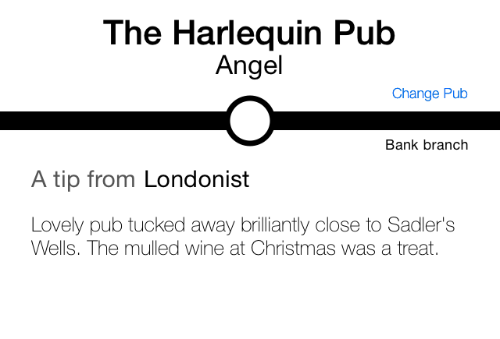 The Harlequin Pub
Angel
Change Pub
Bank branch
A tip from Londonist
Lovely pub tucked away brilliantly close to Sadler's
Wells. The mulled wine at Christmas was a treat.